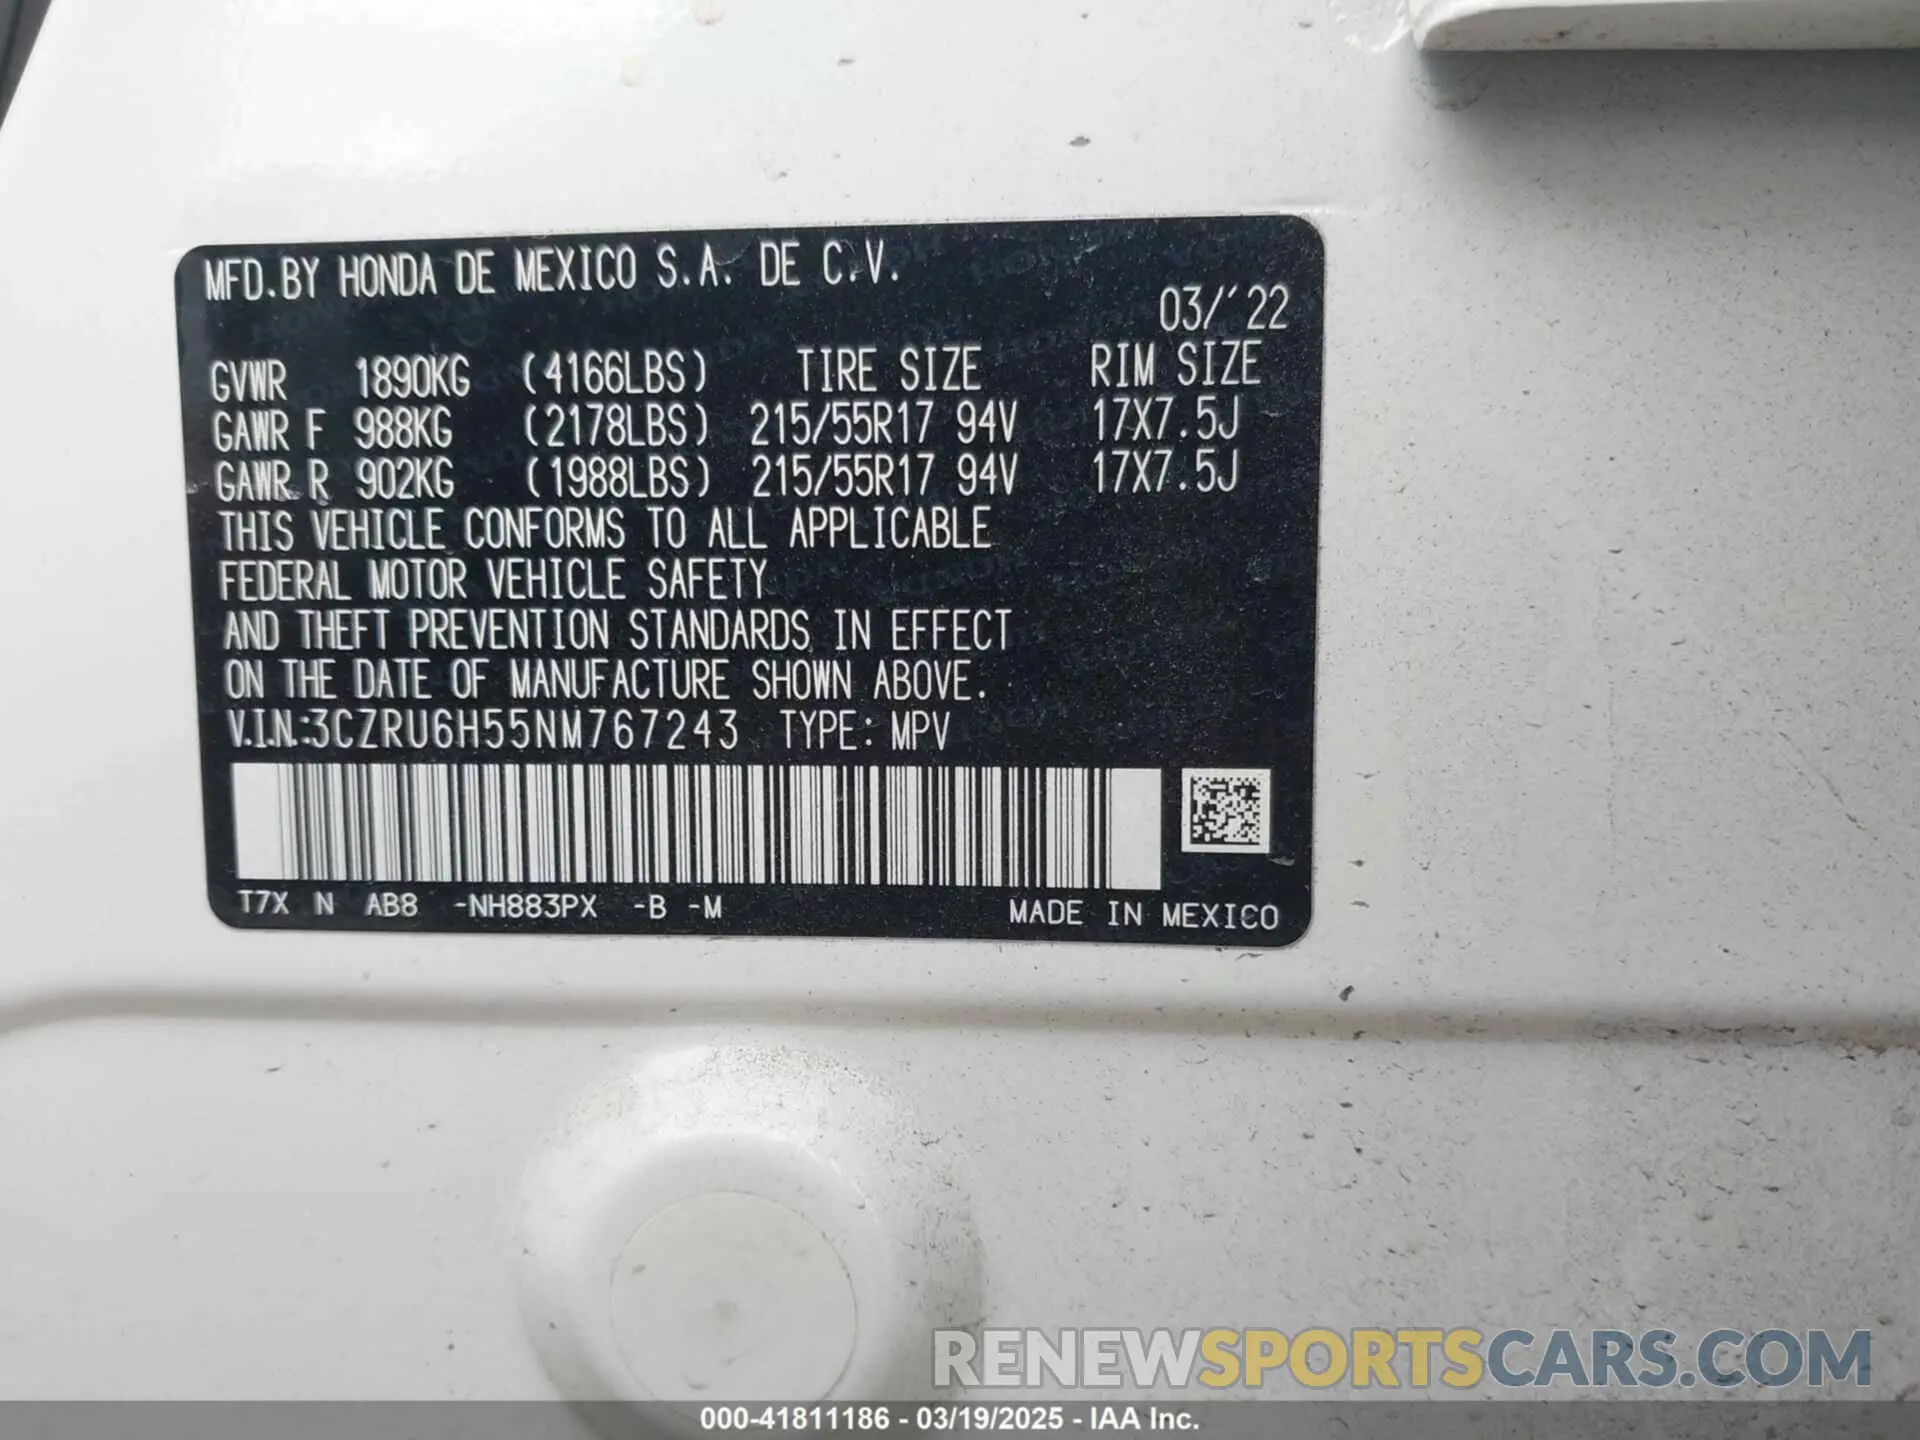 MFD.BY HONDA DE MEXICO S.A. DE C.V.
03/'22
GVWR 1890KG (4166LBS) TIRE SIZE RIM SIZE
GAWR F 988KG (2178LBS) 215/55R17 94V 17X7.5J
GAWR R 902KG (1988LBS) 215/55R17 94V 17X7.5J
THIS VEHICLE CONFORMS TO ALL APPLICABLE
FEDERAL MOTOR VEHICLE SAFETY
AND THEFT PREVENTION STANDARDS IN EFFECT
ON THE DATE OF MANUFACTURE SHOWN ABOVE.
V.I.N.:3CZRU6H55NM767243 TYPE: MPV
T7X N AB8 -NH883PX -B -M MADE IN MEXICO
RENEWSPORTSCARS.COM
000-41811186 - 03/19/2025 - IAA Inc.